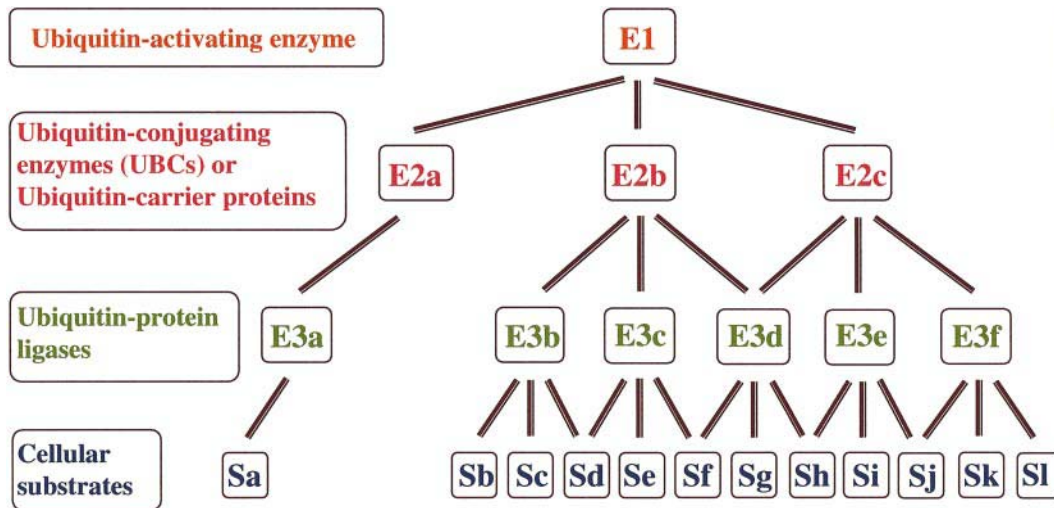 Ubiquitin-activating enzyme
E1
Ubiquitin-conjugating
enzymes (UBCs) or
Ubiquitin-carrier proteins
E2a
E2b
E2c
Ubiquitin-protein
ligases
E3a
E3b
E3c
E3d
E3e
E3f
Cellular
substrates
Sa
Sb
Sc
Sd
Se
Sf
Sg
Sh
Si
Sj
Sk
Sl